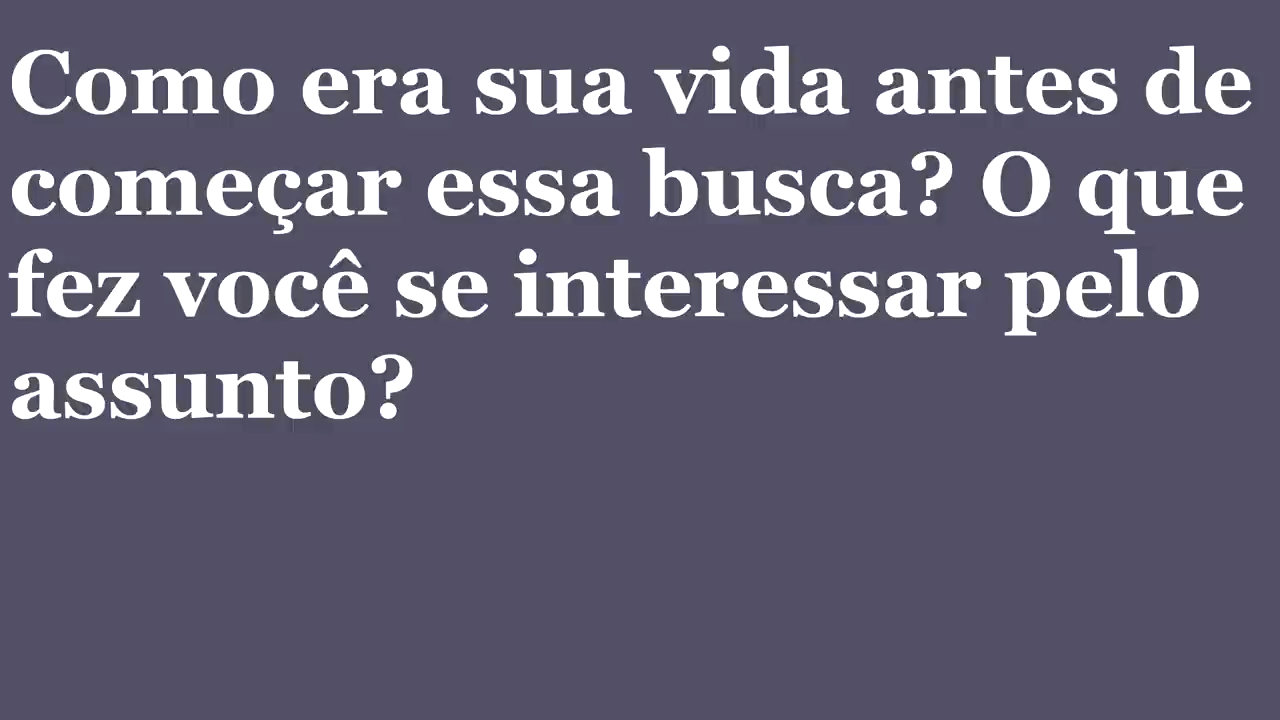 Como era sua vida antes de
começar essa busca? O que
fez você se interessar pelo
assunto?